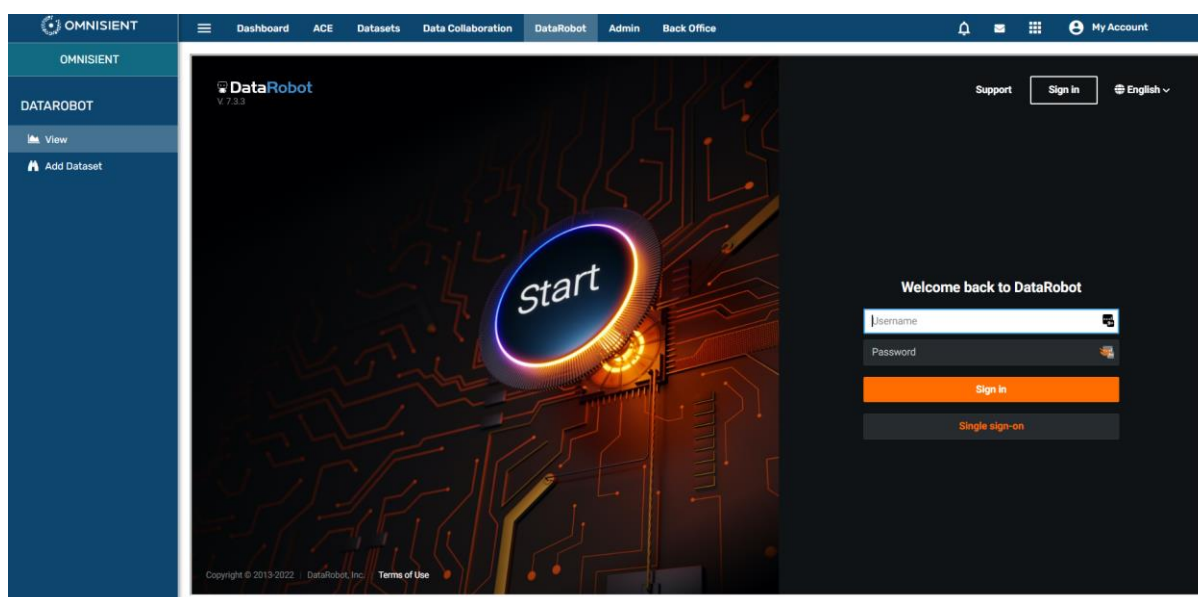 OMNISIENT
Dashboard ACE Datasets Data Collaboration DataRobot Admin Back Office My Account
OMNISIENT
DATAROBOT
View
Add Dataset
DataRobot
V. 7.3.3
Support Sign in English
Start
Welcome back to DataRobot
Username
Password
Sign In
Single sign-on
Copyright © 2013-2022 | DataRobot, Inc. Terms of Use